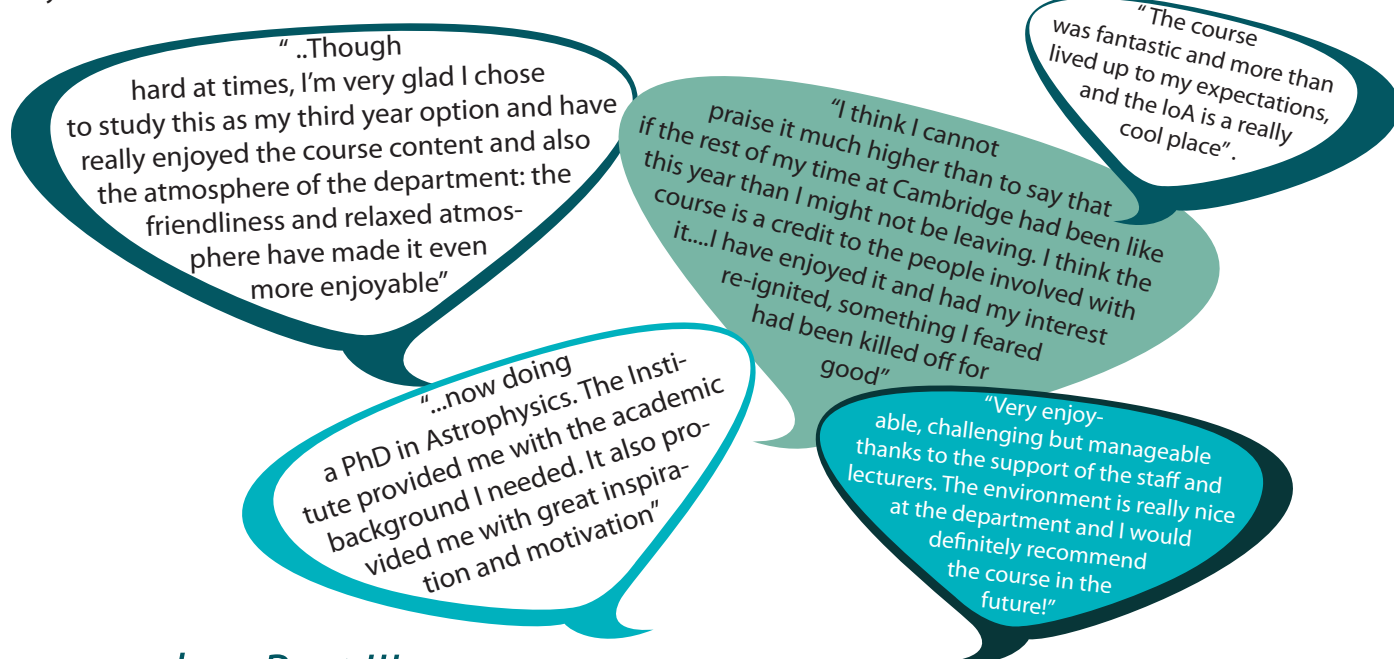 " ..Though
hard at times, I'm very glad I chose
to study this as my third year option and have
really enjoyed the course content and also
the atmosphere of the department: the
friendliness and relaxed atmos-
phere have made it even
more enjoyable"
"I think I cannot
praise it much higher than to say that
if the rest of my time at Cambridge had been like
this year than I might not be leaving. I think the
course is a credit to the people involved with
it....I have enjoyed it and had my interest
re-ignited, something I feared
had been killed off for
good"
" The course
was fantastic and more than
lived up to my expectations,
and the IoA is a really
cool place".
"...now doing
a PhD in Astrophysics. The Insti-
tute provided me with the academic
background I needed. It also pro-
vided me with great inspira-
tion and motivation"
"Very enjoy-
able, challenging but manageable
thanks to the support of the staff and
lecturers. The environment is really nice
at the department and I would
definitely recommend
the course in the
future!"